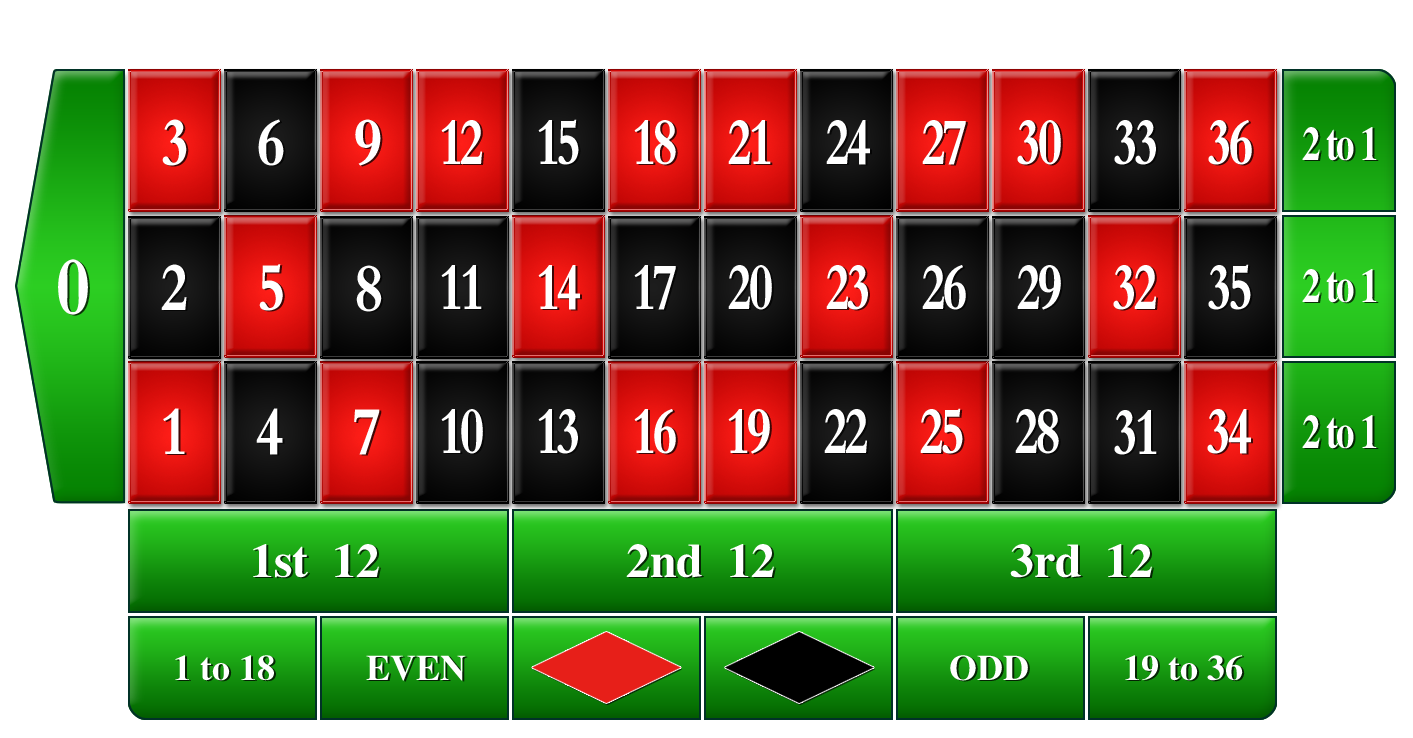 3 6 9 12 15 18 21 24 27 30 33 36 2 to 1
0 2 5 8 11 14 17 20 23 26 29 32 35 2 to 1
1 4 7 10 13 16 19 22 25 28 31 34 2 to 1
1st 12 2nd 12 3rd 12
1 to 18 EVEN ODD 19 to 36